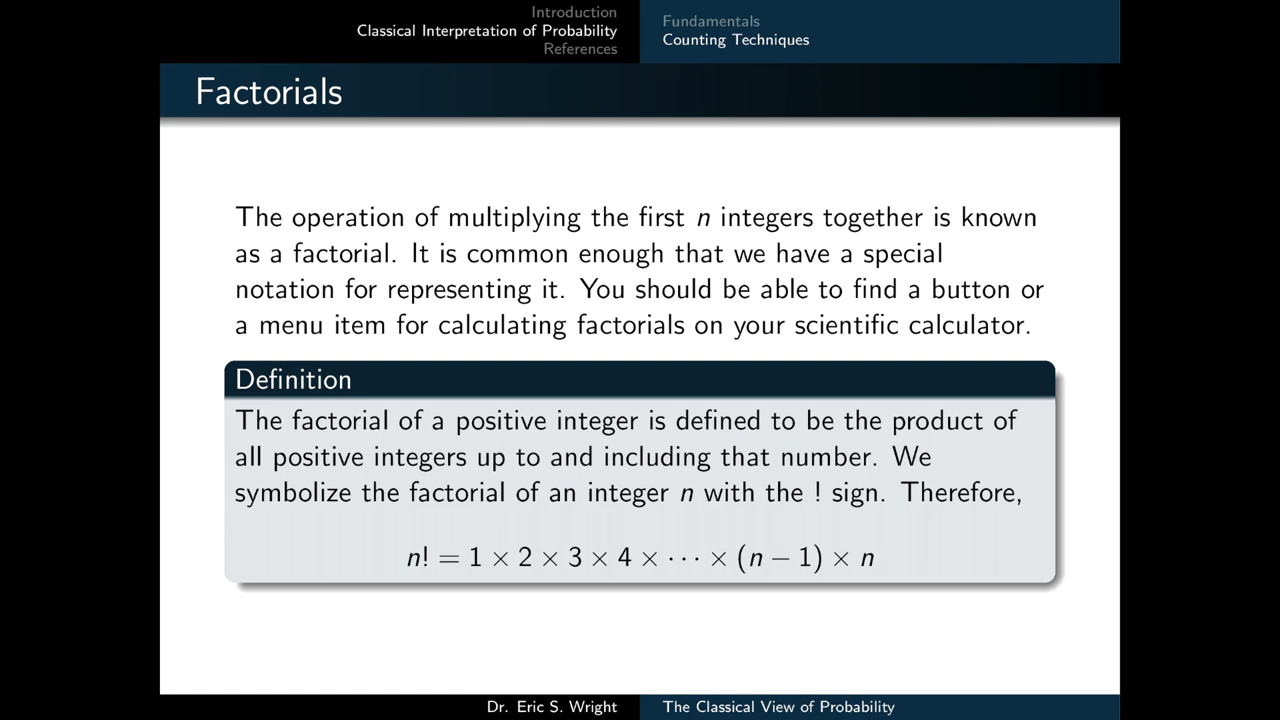 Introduction
Classical Interpretation of Probability
References
Fundamentals
Counting Techniques
Factorials
The operation of multiplying the first n integers together is known
as a factorial. It is common enough that we have a special
notation for representing it. You should be able to find a button or
a menu item for calculating factorials on your scientific calculator.
Definition
The factorial of a positive integer is defined to be the product of
all positive integers up to and including that number. We
symbolize the factorial of an integer n with the ! sign. Therefore,
n! = 1 × 2 × 3 × 4 × · · · × (n − 1) × n
Dr. Eric S. Wright
The Classical View of Probability